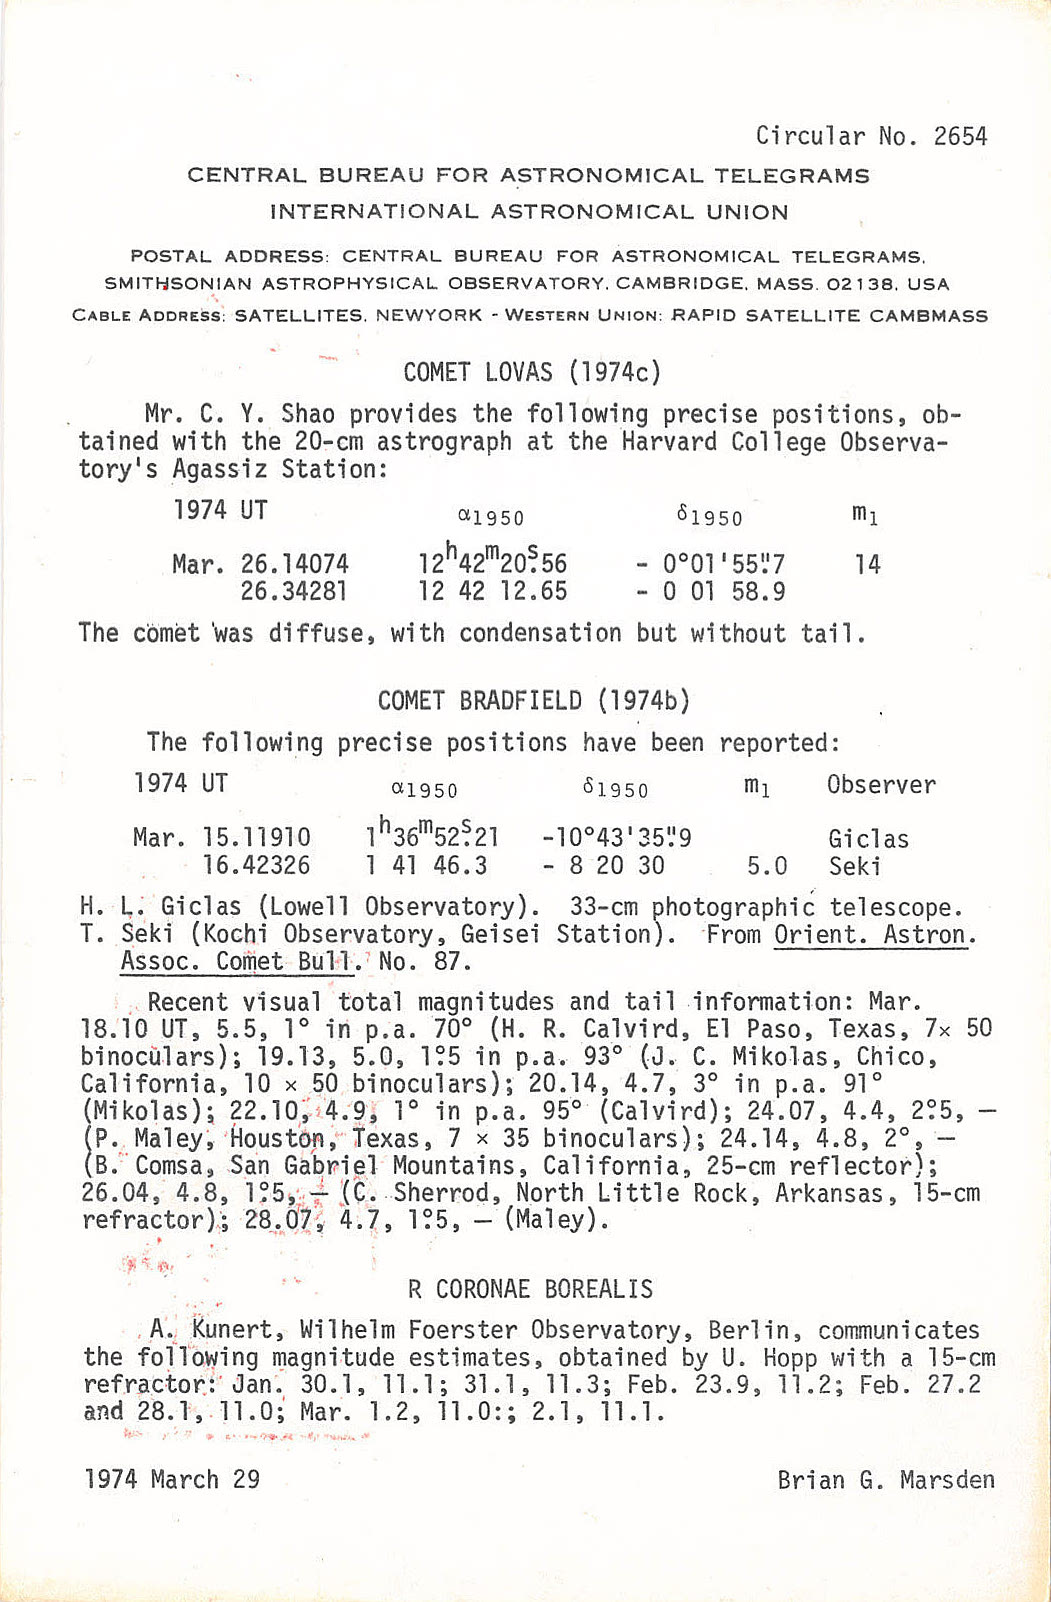 Circular No. 2654
CENTRAL BUREAU FOR ASTRONOMICAL TELEGRAMS
INTERNATIONAL ASTRONOMICAL UNION
POSTAL ADDRESS: CENTRAL BUREAU FOR ASTRONOMICAL TELEGRAMS,
SMITHSONIAN ASTROPHYSICAL OBSERVATORY, CAMBRIDGE, MASS. 02138, USA
CABLE ADDRESS: SATELLITES, NEWYORK - WESTERN UNION: RAPID SATELLITE CAMBMASS
COMET LOVAS (1974c)
Mr. C. Y. Shao provides the following precise positions, ob-
tained with the 20-cm astrograph at the Harvard College Observa-
tory's Agassiz Station:
1974 UT α1950 δ1950 m1
Mar. 26.14074 12ʰ42ᵐ20ˢ.56 - 0°01'55".7 14
26.34281 12 42 12.65 - 0 01 58.9
The comet was diffuse, with condensation but without tail.
COMET BRADFIELD (1974b)
The following precise positions have been reported:
1974 UT α1950 δ1950 m1 Observer
Mar. 15.11910 1ʰ36ᵐ52ˢ.21 -10°43'35".9 Giclas
16.42326 1 41 46.3 - 8 20 30 5.0 Seki
H. L. Giclas (Lowell Observatory). 33-cm photographic telescope.
T. Seki (Kochi Observatory, Geisei Station). From Orient. Astron.
Assoc. Comet Bull. No. 87.
Recent visual total magnitudes and tail information: Mar.
18.10 UT, 5.5, 1° in p.a. 70° (H. R. Calvird, El Paso, Texas, 7× 50
binoculars); 19.13, 5.0, 1°.5 in p.a. 93° (J. C. Mikolas, Chico,
California, 10 × 50 binoculars); 20.14, 4.7, 3° in p.a. 91°
(Mikolas); 22.10, 4.9, 1° in p.a. 95° (Calvird); 24.07, 4.4, 2°.5, —
(P. Maley, Houston, Texas, 7 × 35 binoculars); 24.14, 4.8, 2°, —
(B. Comsa, San Gabriel Mountains, California, 25-cm reflector);
26.04, 4.8, 1°.5, — (C. Sherrod, North Little Rock, Arkansas, 15-cm
refractor); 28.07, 4.7, 1°.5, — (Maley).
R CORONAE BOREALIS
A. Kunert, Wilhelm Foerster Observatory, Berlin, communicates
the following magnitude estimates, obtained by U. Hopp with a 15-cm
refractor: Jan. 30.1, 11.1; 31.1, 11.3; Feb. 23.9, 11.2; Feb. 27.2
and 28.1, 11.0; Mar. 1.2, 11.0:; 2.1, 11.1.
1974 March 29 Brian G. Marsden